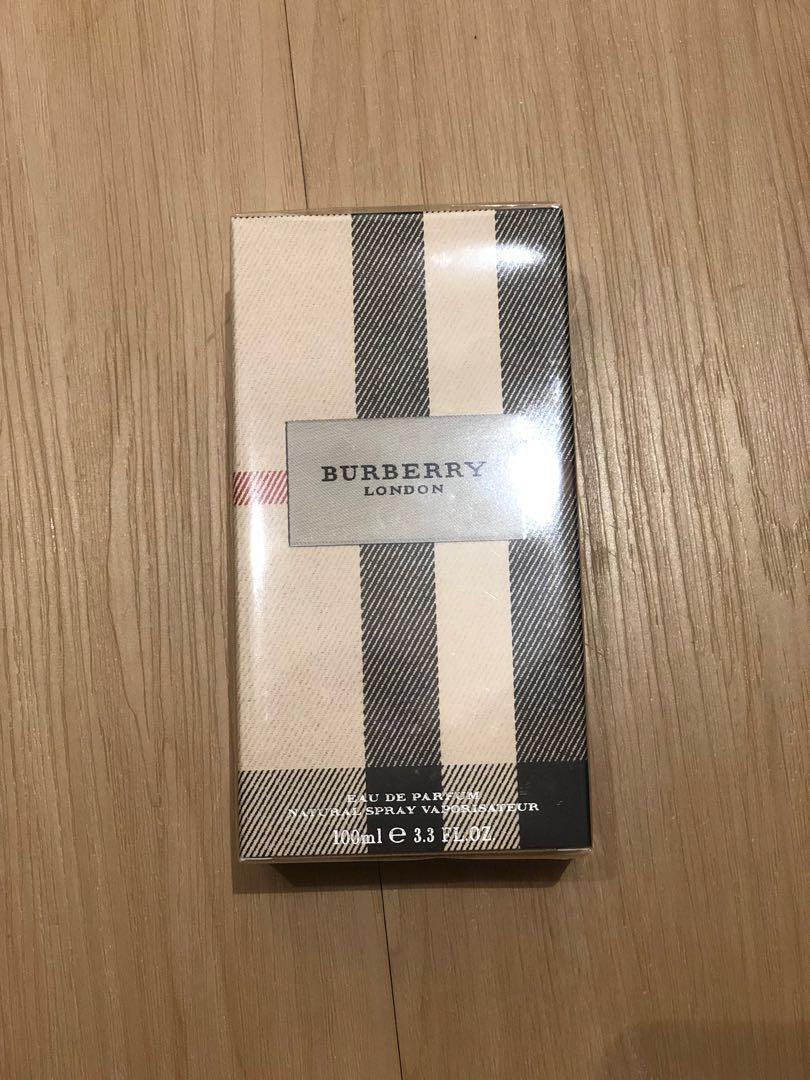 BURBERRY
LONDON
EAU DE PARFUM
NATURAL SPRAY VAPORISATEUR
100ml e 3.3 FL.OZ.